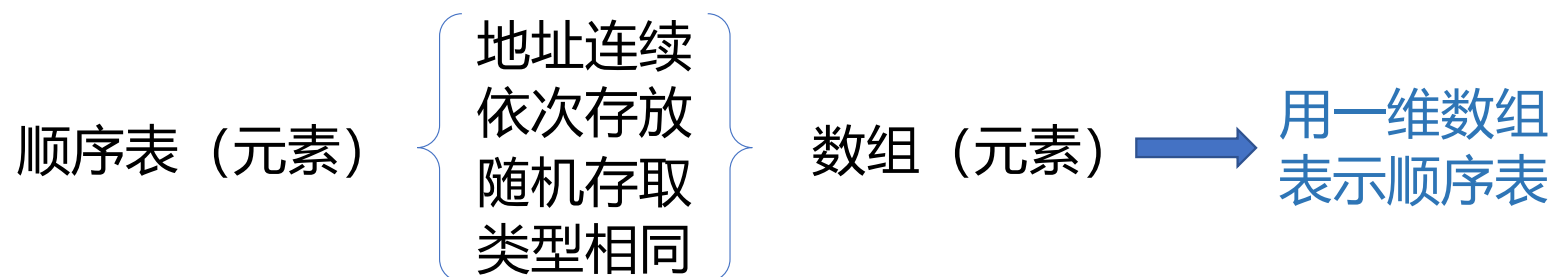 顺序表（元素）
地址连续
依次存放
随机存取
类型相同
数组（元素）
用一维数组
表示顺序表